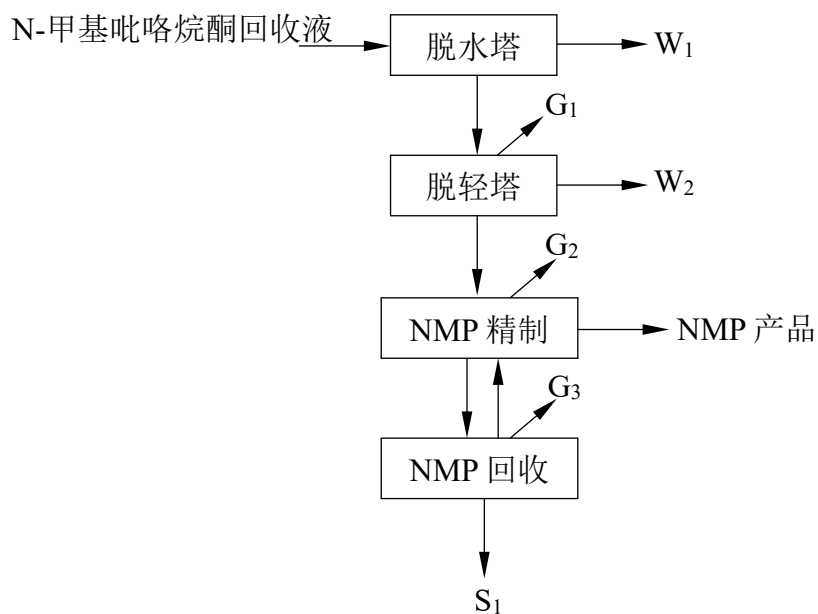 N-甲基吡咯烷酮回收液
脱水塔
W₁
G₁
脱轻塔
W₂
G₂
NMP 精制
NMP 产品
G₃
NMP 回收
S₁